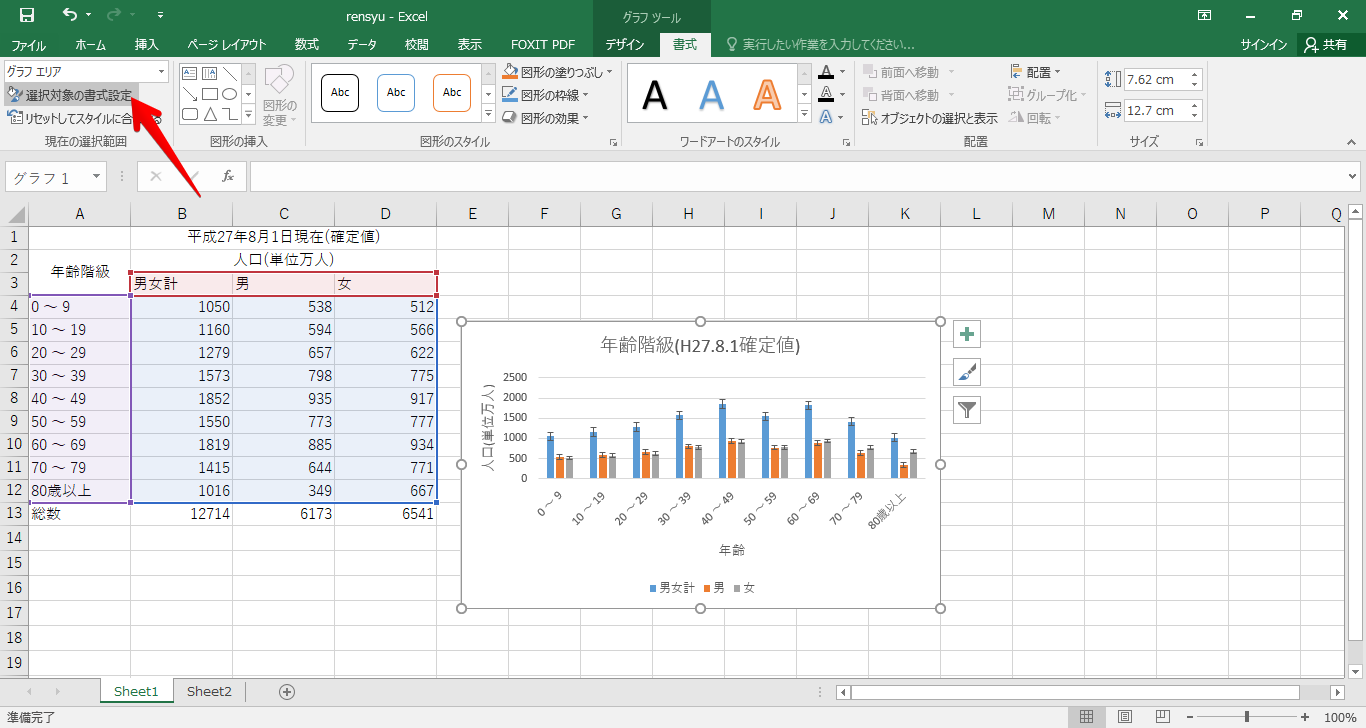 rensyu - Excel
グラフ ツール
ファイル ホーム 挿入 ページ レイアウト 数式 データ 校閲 表示 FOXIT PDF デザイン 書式 実行したい作業を入力してください... サインイン 共有
グラフ エリア
選択対象の書式設定
リセットしてスタイルに合
現在の選択範囲
図形の
変更
図形の挿入
Abc Abc Abc
図形の塗りつぶし
図形の枠線
図形の効果
図形のスタイル
A A A
A
A
A
ワードアートのスタイル
前面へ移動
背面へ移動
オブジェクトの選択と表示
配置
グループ化
回転
配置
7.62 cm
12.7 cm
サイズ
グラフ 1
fx
A B C D E F G H I J K L M N O P Q
1 平成27年8月1日現在(確定値)
2 年齢階級 人口(単位万人)
3 男女計 男 女
4 0 ～ 9 1050 538 512
5 10 ～ 19 1160 594 566
6 20 ～ 29 1279 657 622
7 30 ～ 39 1573 798 775
8 40 ～ 49 1852 935 917
9 50 ～ 59 1550 773 777
10 60 ～ 69 1819 885 934
11 70 ～ 79 1415 644 771
12 80歳以上 1016 349 667
13 総数 12714 6173 6541
14
15
16
17
18
19
年齢階級(H27.8.1確定値)
人口(単位万人)
2500
2000
1500
1000
500
0
0 ～ 9 10 ～ 19 20 ～ 29 30 ～ 39 40 ～ 49 50 ～ 59 60 ～ 69 70 ～ 79 80歳以上
年齢
男女計 男 女
Sheet1 Sheet2
準備完了
100%